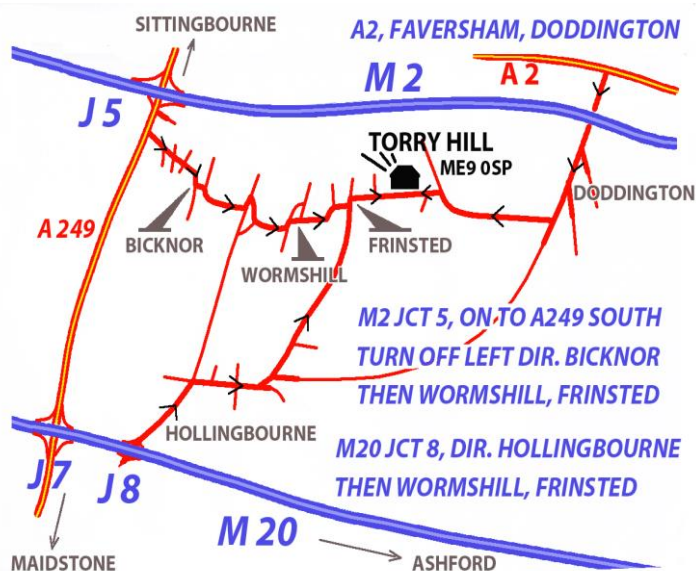 SITTINGBOURNE
A2, FAVERSHAM, DODDINGTON
A 2
M 2
J 5
TORRY HILL
ME9 0SP
DODDINGTON
A 249
BICKNOR
FRINSTED
WORMSHILL
M2 JCT 5, ON TO A249 SOUTH
TURN OFF LEFT DIR. BICKNOR
THEN WORMSHILL, FRINSTED
HOLLINGBOURNE
M20 JCT 8, DIR. HOLLINGBOURNE
THEN WORMSHILL, FRINSTED
J7
J 8
M 20
MAIDSTONE
ASHFORD